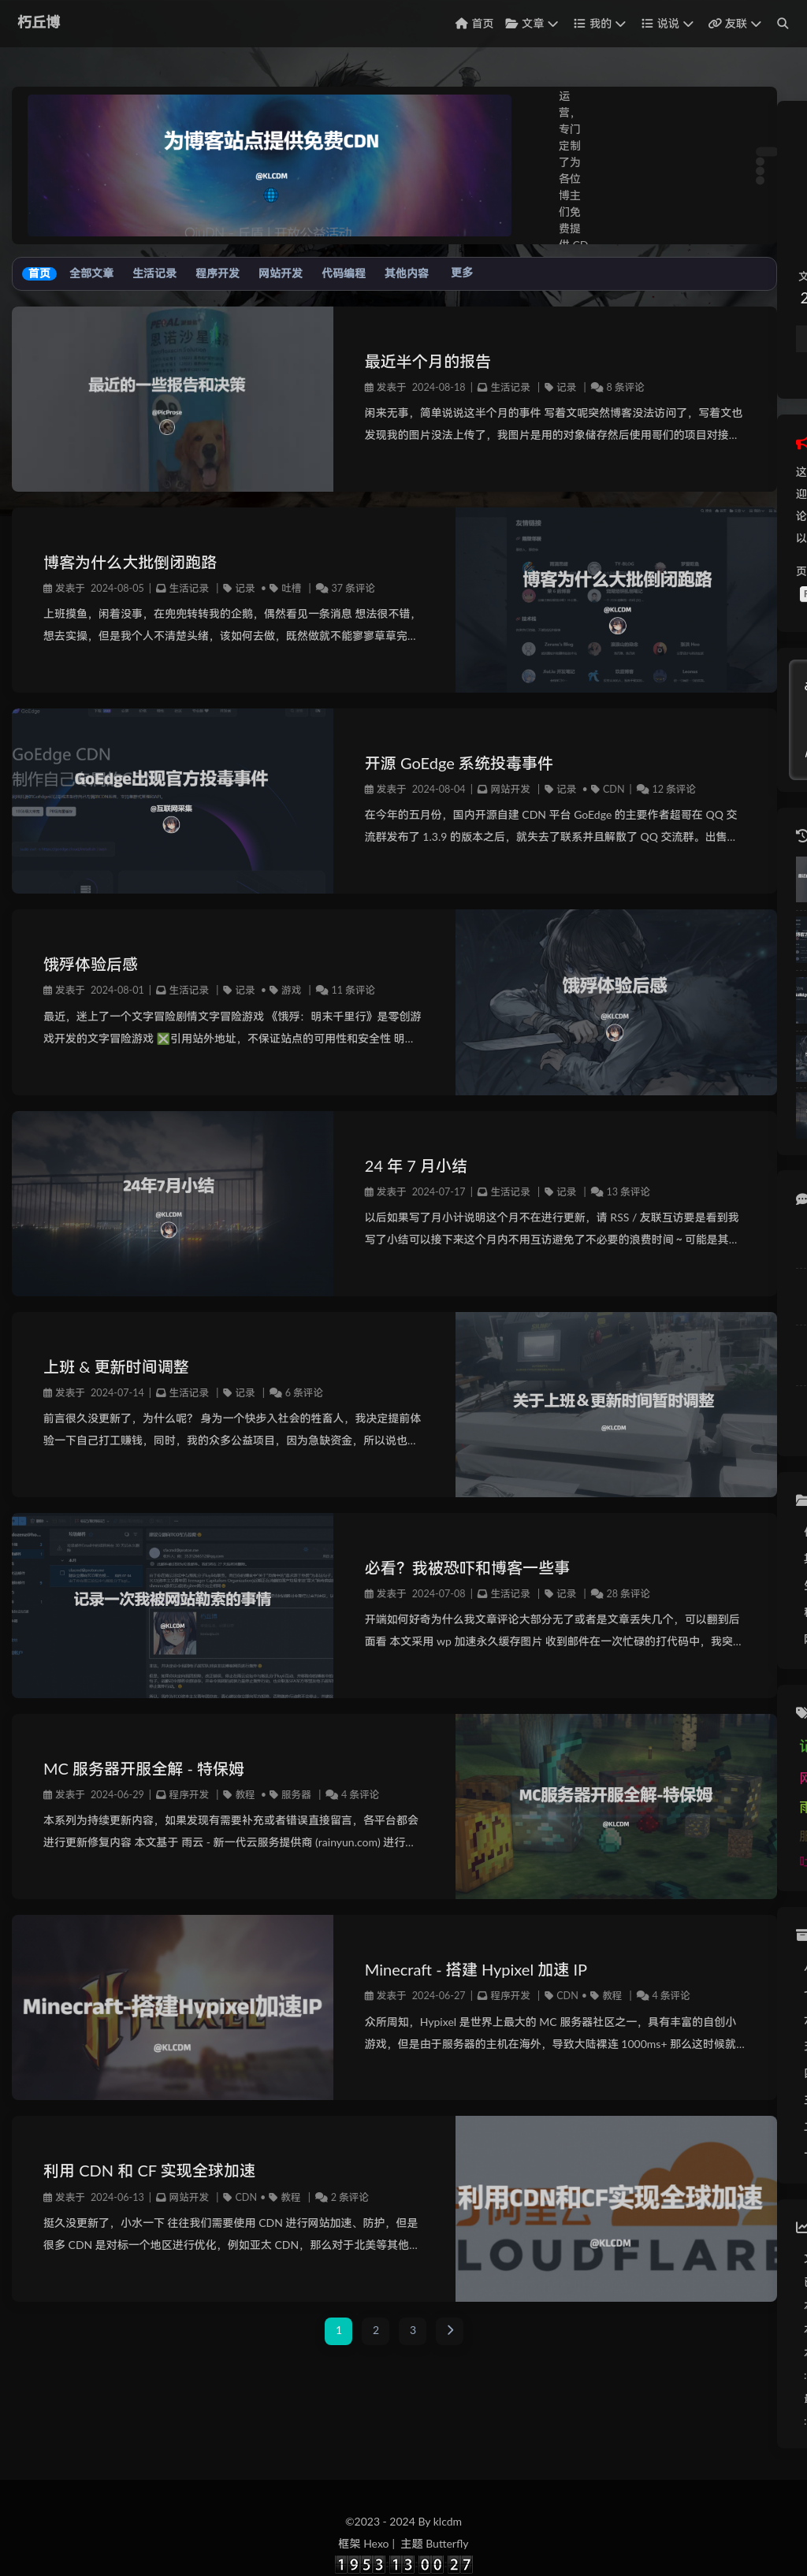 朽丘博
首页 文章 我的 说说 友联
为博客站点提供免费CDN
@KLCDM
运
营，
专门
定制
了为
各位
博主
们免
费提
供 CD
首页 全部文章 生活记录 程序开发 网站开发 代码编程 其他内容 更多
最近的一些报告和决策
@PicProse
最近半个月的报告
发表于 2024-08-18 | 生活记录 | 记录 | 8 条评论
闲来无事，简单说说这半个月的事件 写着文呢突然博客没法访问了，写着文也
发现我的图片没法上传了，我图片是用的对象储存然后使用哥们的项目对接...
博客为什么大批倒闭跑路
发表于 2024-08-05 | 生活记录 | 记录 • 吐槽 | 37 条评论
上班摸鱼，闲着没事，在兜兜转转我的企鹅，偶然看见一条消息 想法很不错，
想去实操，但是我个人不清楚头绪，该如何去做，既然做就不能寥寥草草完...
博客为什么大批倒闭跑路
@KLCDM
GoEdge CDN
GoEdge出现官方投毒事件
@互联网采集
开源 GoEdge 系统投毒事件
发表于 2024-08-04 | 网站开发 | 记录 • CDN | 12 条评论
在今年的五月份，国内开源自建 CDN 平台 GoEdge 的主要作者超哥在 QQ 交
流群发布了 1.3.9 的版本之后，就失去了联系并且解散了 QQ 交流群。出售...
饿殍体验后感
发表于 2024-08-01 | 生活记录 | 记录 • 游戏 | 11 条评论
最近，迷上了一个文字冒险剧情文字冒险游戏 《饿殍：明末千里行》是零创游
戏开发的文字冒险游戏 ❎引用站外地址，不保证站点的可用性和安全性 明...
饿殍体验后感
@KLCDM
24年7月小结
@KLCDM
24 年 7 月小结
发表于 2024-07-17 | 生活记录 | 记录 | 13 条评论
以后如果写了月小计说明这个月不在进行更新，请 RSS / 友联互访要是看到我
写了小结可以接下来这个月内不用互访避免了不必要的浪费时间 ~ 可能是其...
上班 & 更新时间调整
发表于 2024-07-14 | 生活记录 | 记录 | 6 条评论
前言很久没更新了，为什么呢？ 身为一个快步入社会的牲畜人，我决定提前体
验一下自己打工赚钱，同时，我的众多公益项目，因为急缺资金，所以说也...
关于上班&更新时间暂时调整
@KLCDM
记录一次我被网站勒索的事情
@KLCDM
必看？我被恐吓和博客一些事
发表于 2024-07-08 | 生活记录 | 记录 | 28 条评论
开端如何好奇为什么我文章评论大部分无了或者是文章丢失几个，可以翻到后
面看 本文采用 wp 加速永久缓存图片 收到邮件在一次忙碌的打代码中，我突...
MC 服务器开服全解 - 特保姆
发表于 2024-06-29 | 程序开发 | 教程 • 服务器 | 4 条评论
本系列为持续更新内容，如果发现有需要补充或者错误直接留言，各平台都会
进行更新修复内容 本文基于 雨云 - 新一代云服务提供商 (rainyun.com) 进行...
MC服务器开服全解-特保姆
@KLCDM
Minecraft-搭建Hypixel加速IP
@KLCDM
Minecraft - 搭建 Hypixel 加速 IP
发表于 2024-06-27 | 程序开发 | CDN • 教程 | 4 条评论
众所周知，Hypixel 是世界上最大的 MC 服务器社区之一，具有丰富的自创小
游戏，但是由于服务器的主机在海外，导致大陆裸连 1000ms+ 那么这时候就...
利用 CDN 和 CF 实现全球加速
发表于 2024-06-13 | 网站开发 | CDN • 教程 | 2 条评论
挺久没更新了，小水一下 往往我们需要使用 CDN 进行网站加速、防护，但是
很多 CDN 是对标一个地区进行优化，例如亚太 CDN，那么对于北美等其他...
利用CDN和CF实现全球加速
@KLCDM
1 2 3
©2023 - 2024 By klcdm
框架 Hexo | 主题 Butterfly
1953 13 00 27